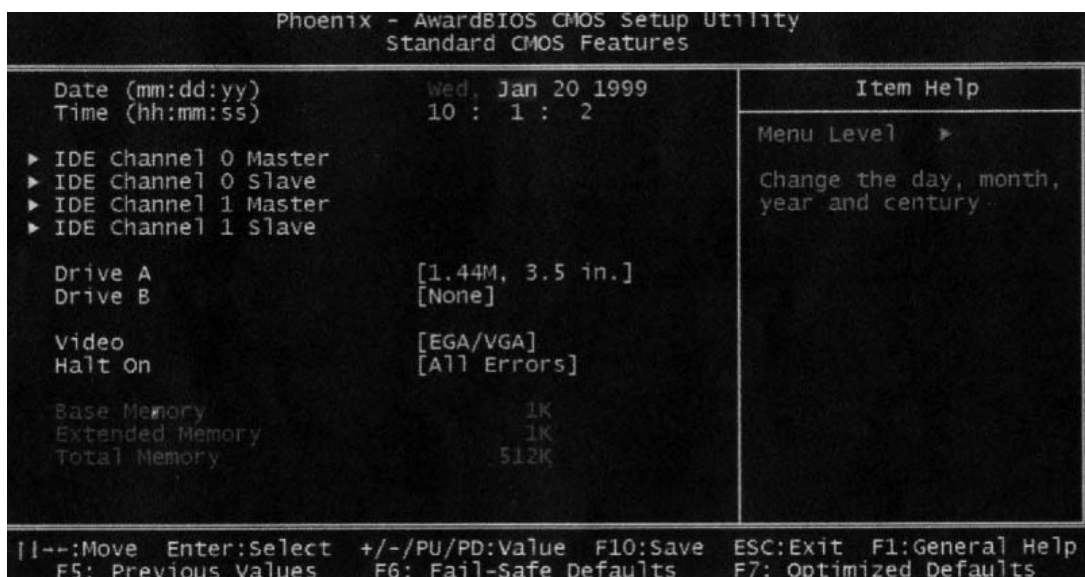 Phoenix - AwardBIOS CMOS Setup Utility
Standard CMOS Features
Date (mm:dd:yy) Wed, Jan 20 1999
Time (hh:mm:ss) 10 : 1 : 2
► IDE Channel 0 Master
► IDE Channel 0 Slave
► IDE Channel 1 Master
► IDE Channel 1 Slave
Drive A [1.44M, 3.5 in.]
Drive B [None]
Video [EGA/VGA]
Halt On [All Errors]
Base Memory 1K
Extended Memory 1K
Total Memory 512K
Item Help
Menu Level ►
Change the day, month,
year and century
:Move Enter:Select +/-/PU/PD:Value F10:Save ESC:Exit F1:General Help
F5: Previous Values F6: Fail-Safe Defaults F7: Optimized Defaults